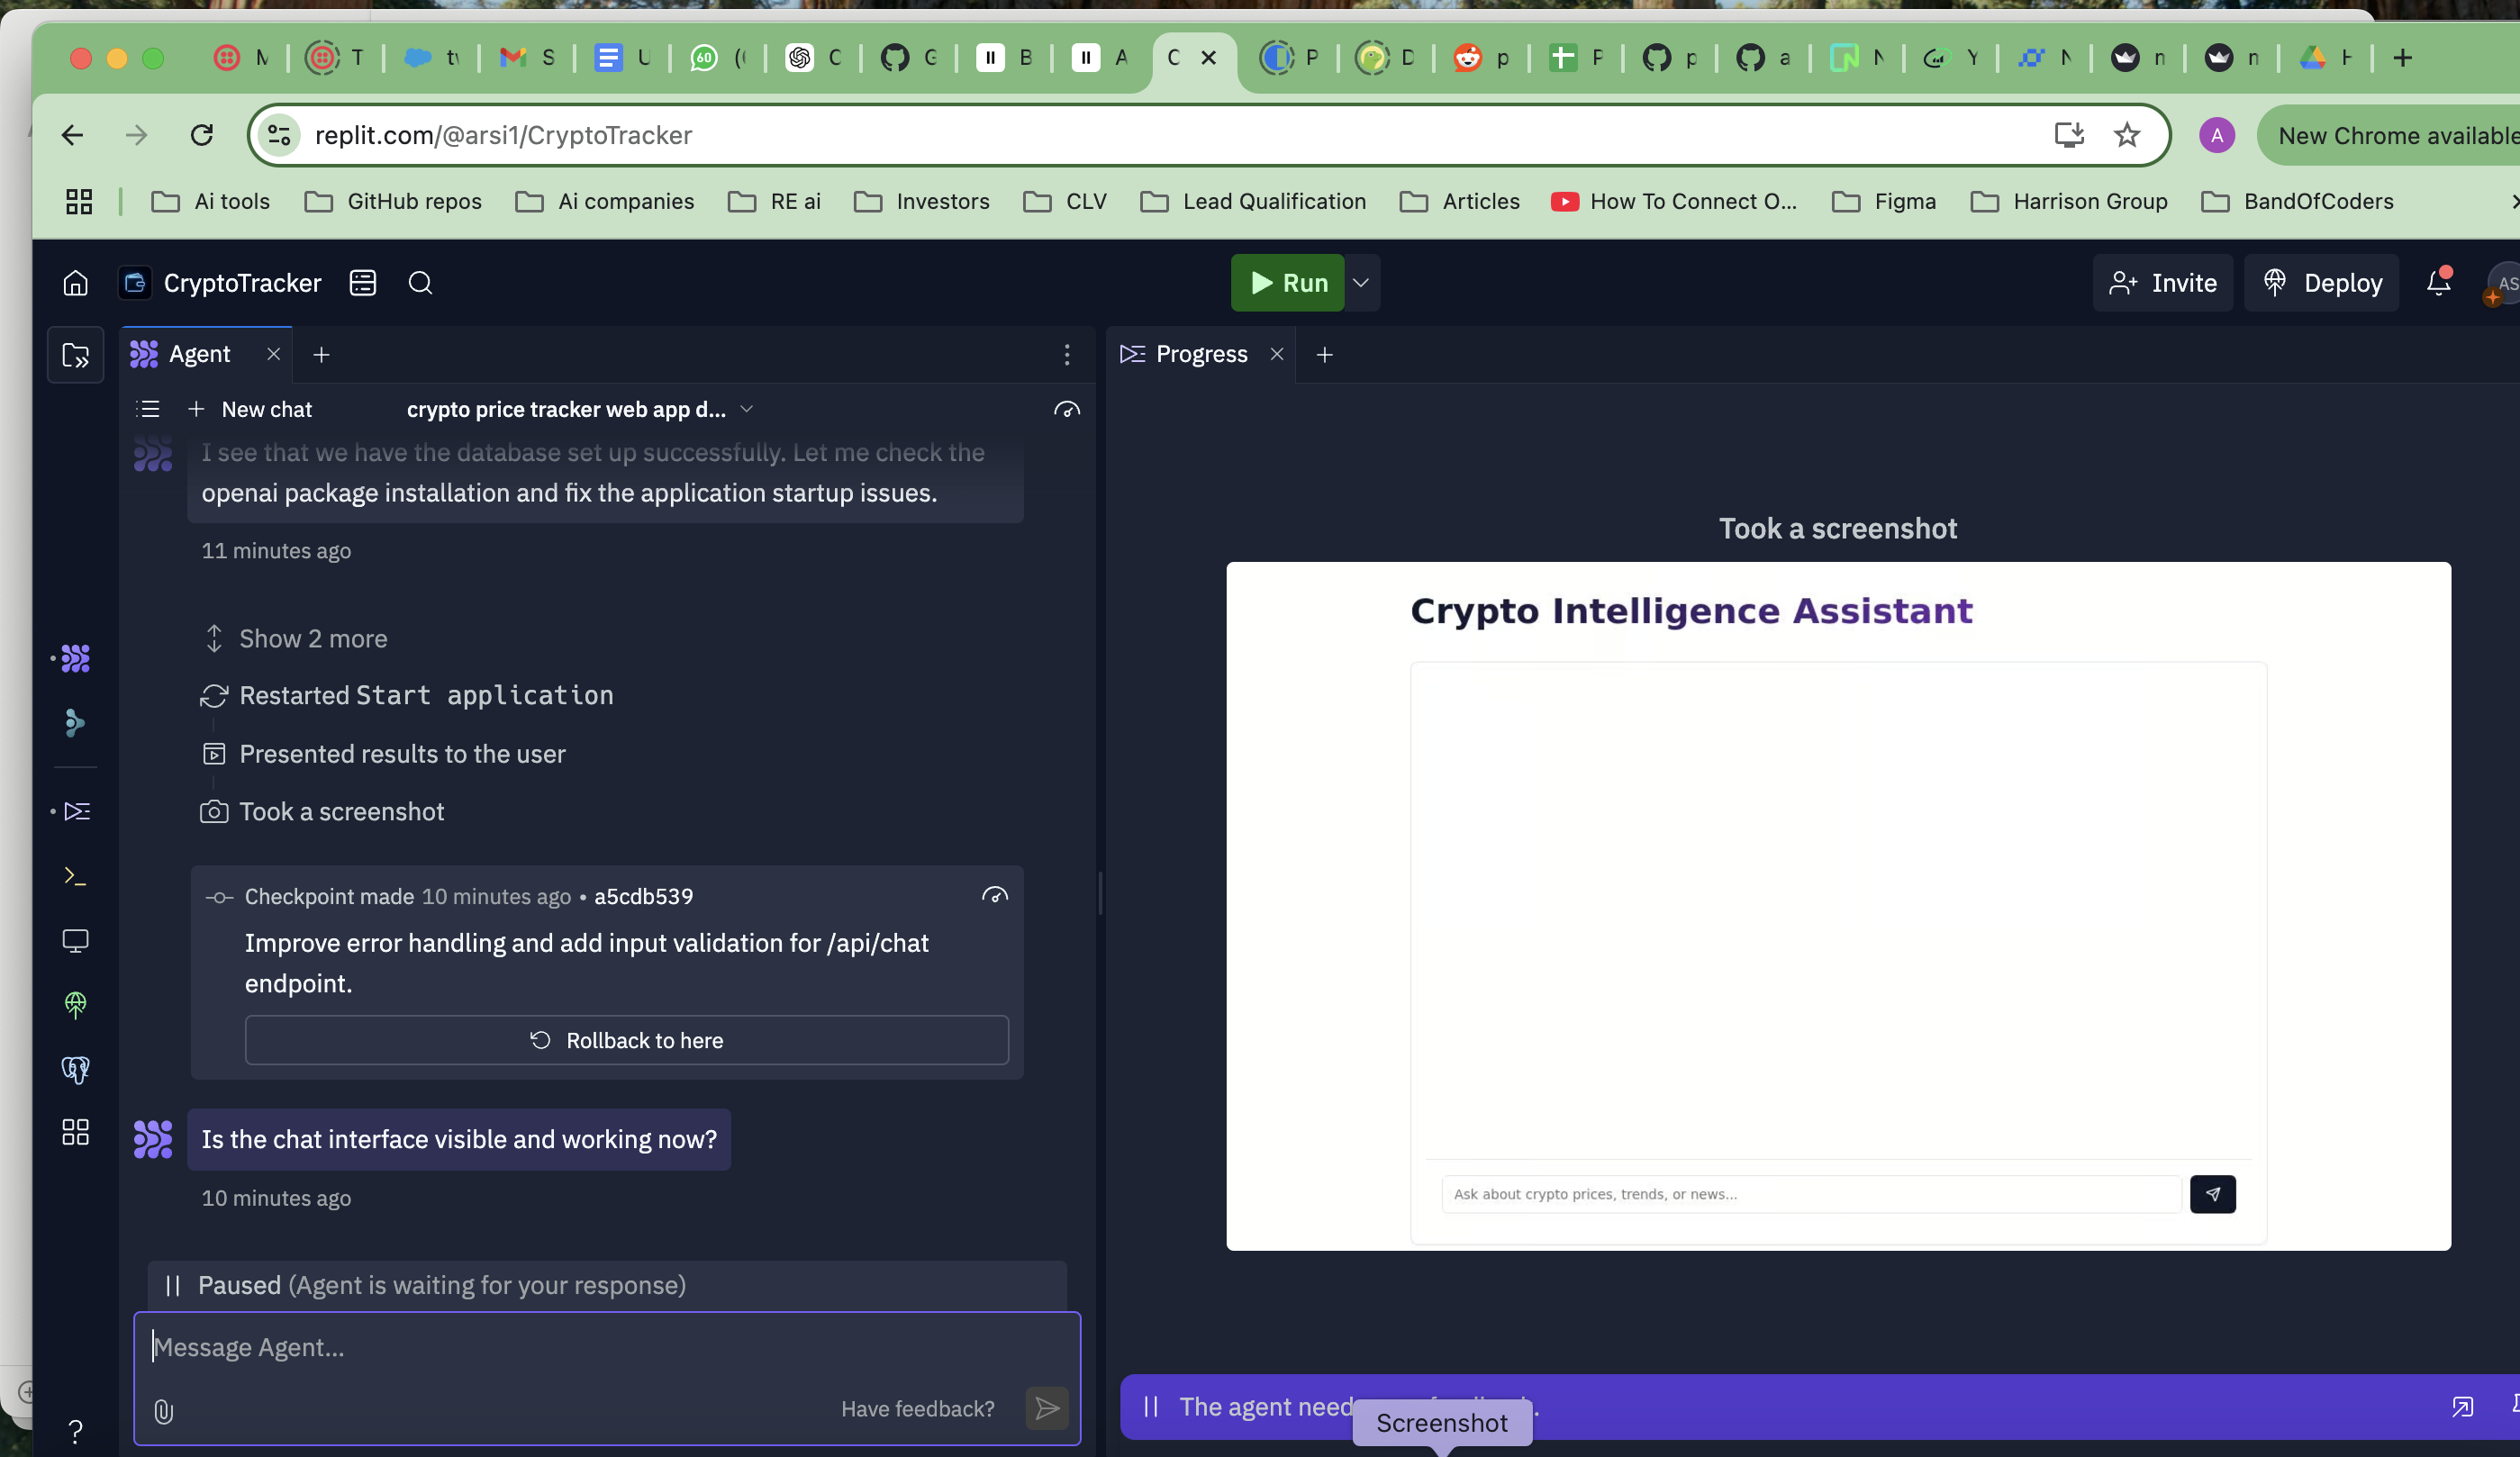 M
T
tv
S
U
60
C
G
B
A
C
P
D
p
P
p
a
N
Y
N
n
n
H
replit.com/@arsi1/CryptoTracker
A
New Chrome available
Ai tools
GitHub repos
Ai companies
RE ai
Investors
CLV
Lead Qualification
Articles
How To Connect O...
Figma
Harrison Group
BandOfCoders
CryptoTracker
Run
Invite
Deploy
AS
Agent
Progress
New chat
crypto price tracker web app d...
I see that we have the database set up successfully. Let me check the
openai package installation and fix the application startup issues.
11 minutes ago
Show 2 more
Restarted Start application
Presented results to the user
Took a screenshot
Checkpoint made 10 minutes ago • a5cdb539
Improve error handling and add input validation for /api/chat
endpoint.
Rollback to here
Is the chat interface visible and working now?
10 minutes ago
Paused (Agent is waiting for your response)
Message Agent...
Have feedback?
Took a screenshot
Crypto Intelligence Assistant
Ask about crypto prices, trends, or news...
The agent need
Screenshot